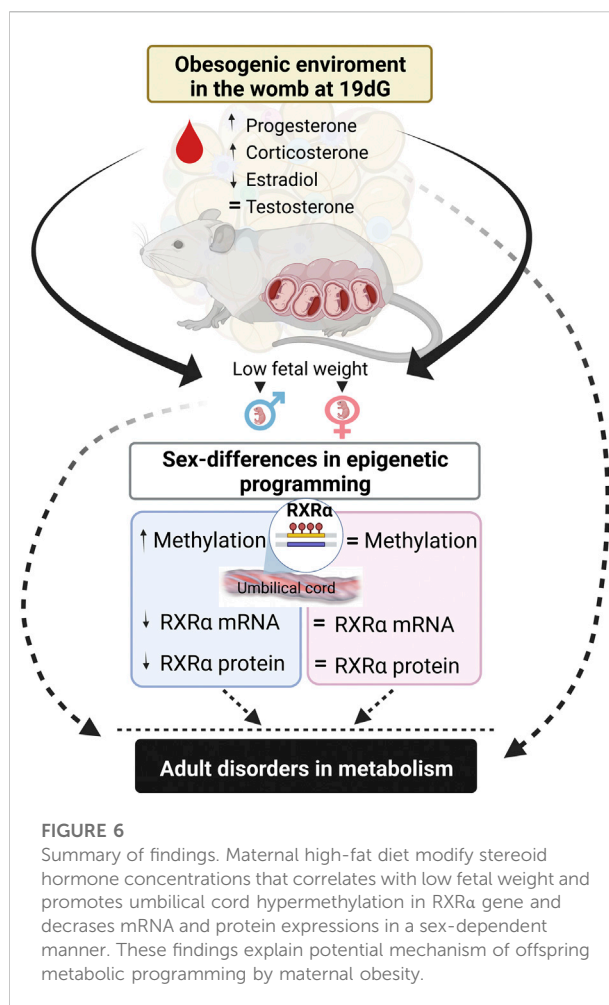 Obesogenic enviroment
in the womb at 19dG
↑ Progesterone
↑ Corticosterone
↓ Estradiol
= Testosterone
Low fetal weight
Sex-differences in epigenetic
programming
RXRα
↑ Methylation
= Methylation
Umbilical cord
↓ RXRα mRNA
= RXRα mRNA
↓ RXRα protein
= RXRα protein
Adult disorders in metabolism
FIGURE 6
Summary of findings. Maternal high-fat diet modify stereoid
hormone concentrations that correlates with low fetal weight and
promotes umbilical cord hypermethylation in RXRα gene and
decrases mRNA and protein expressions in a sex-dependent
manner. These findings explain potential mechanism of offspring
metabolic programming by maternal obesity.